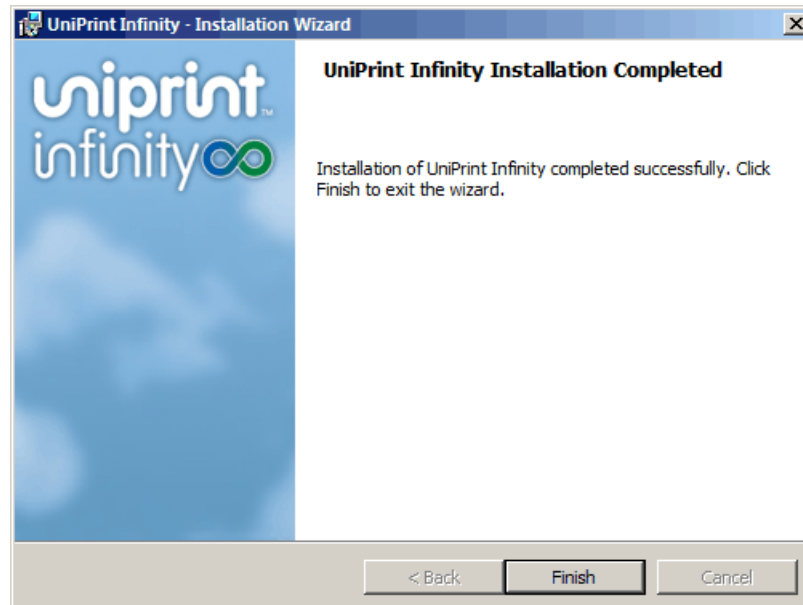 UniPrint Infinity - Installation Wizard
uniprint™
infinity
UniPrint Infinity Installation Completed
Installation of UniPrint Infinity completed successfully. Click
Finish to exit the wizard.
< Back
Finish
Cancel